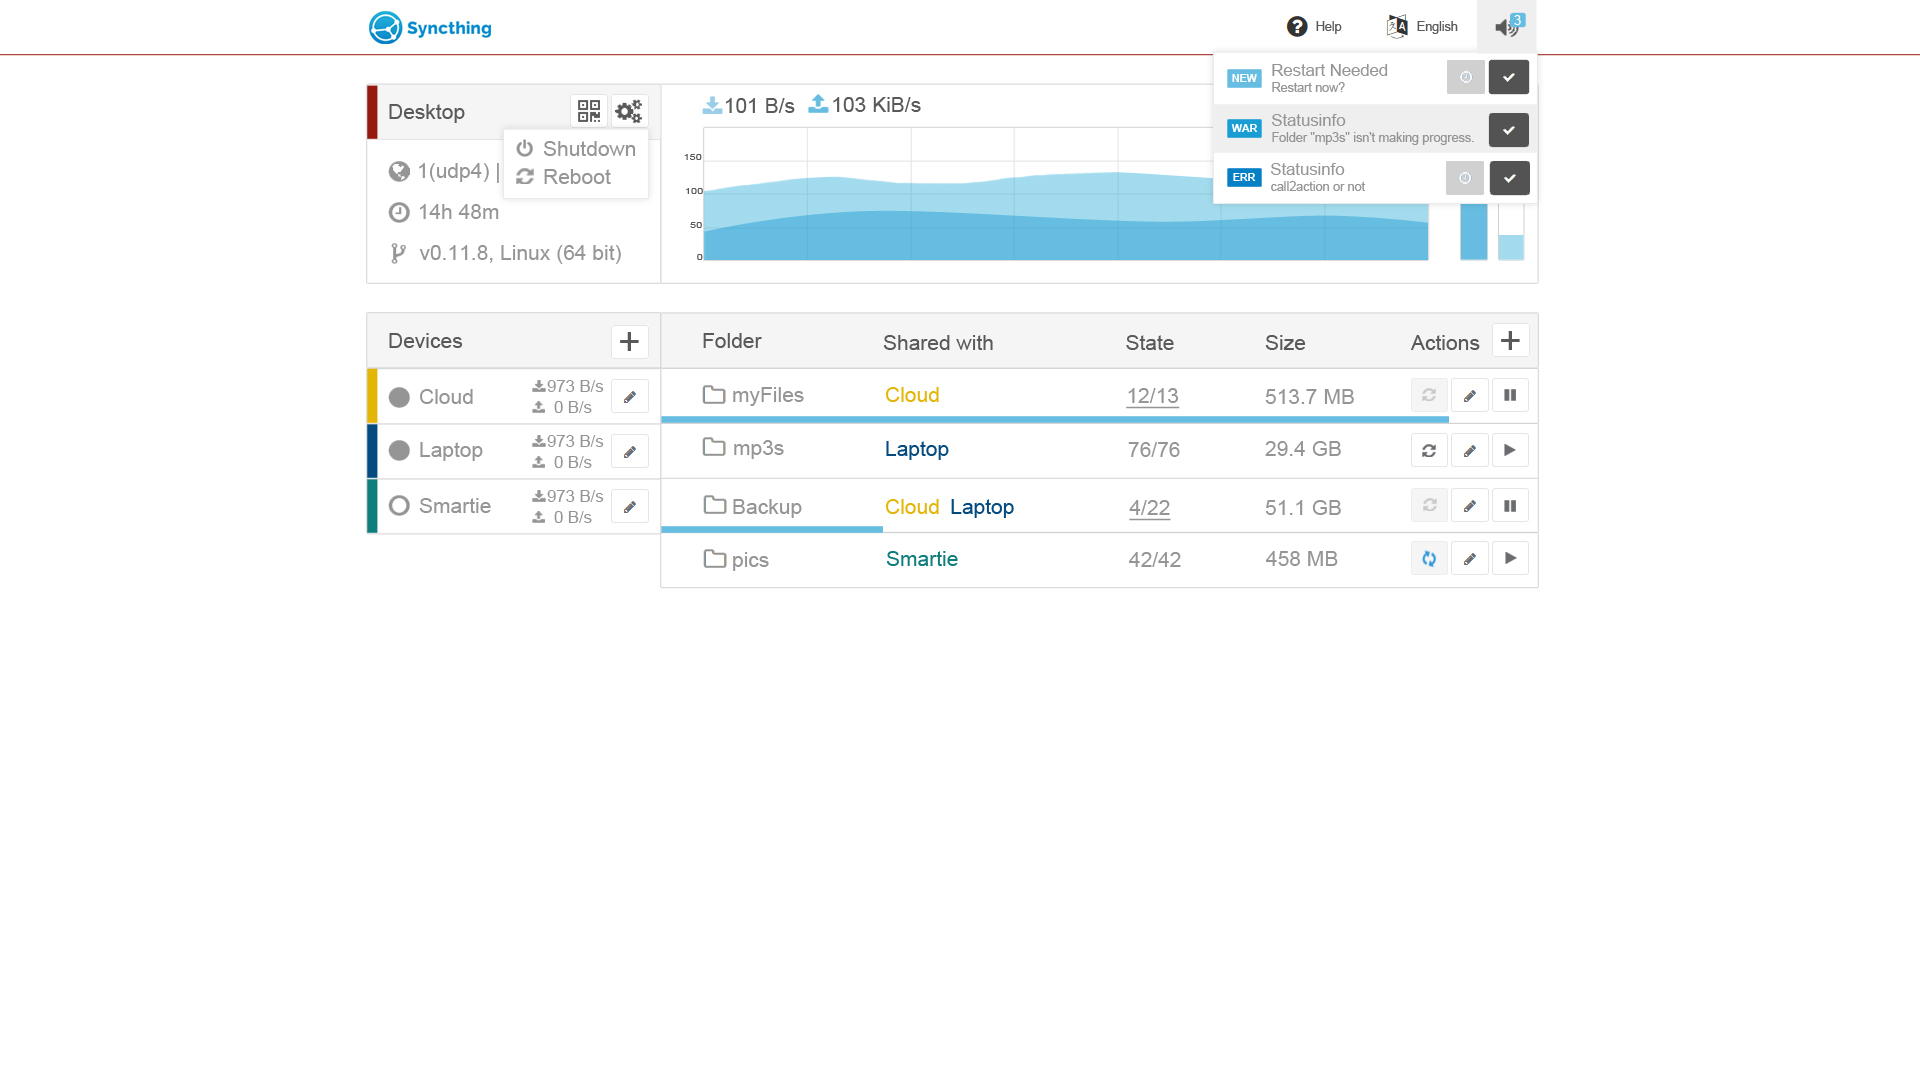 Syncthing
Help
English
3
NEW Restart Needed
Restart now?
WAR Statusinfo
Folder "mp3s" isn't making progress.
ERR Statusinfo
call2action or not
Desktop
Shutdown
Reboot
1(udp4) |
14h 48m
v0.11.8, Linux (64 bit)
101 B/s 103 KiB/s
150
100
50
0
Devices
Cloud 973 B/s
0 B/s
Laptop 973 B/s
0 B/s
Smartie 973 B/s
0 B/s
Folder Shared with State Size Actions
myFiles Cloud 12/13 513.7 MB
mp3s Laptop 76/76 29.4 GB
Backup Cloud Laptop 4/22 51.1 GB
pics Smartie 42/42 458 MB